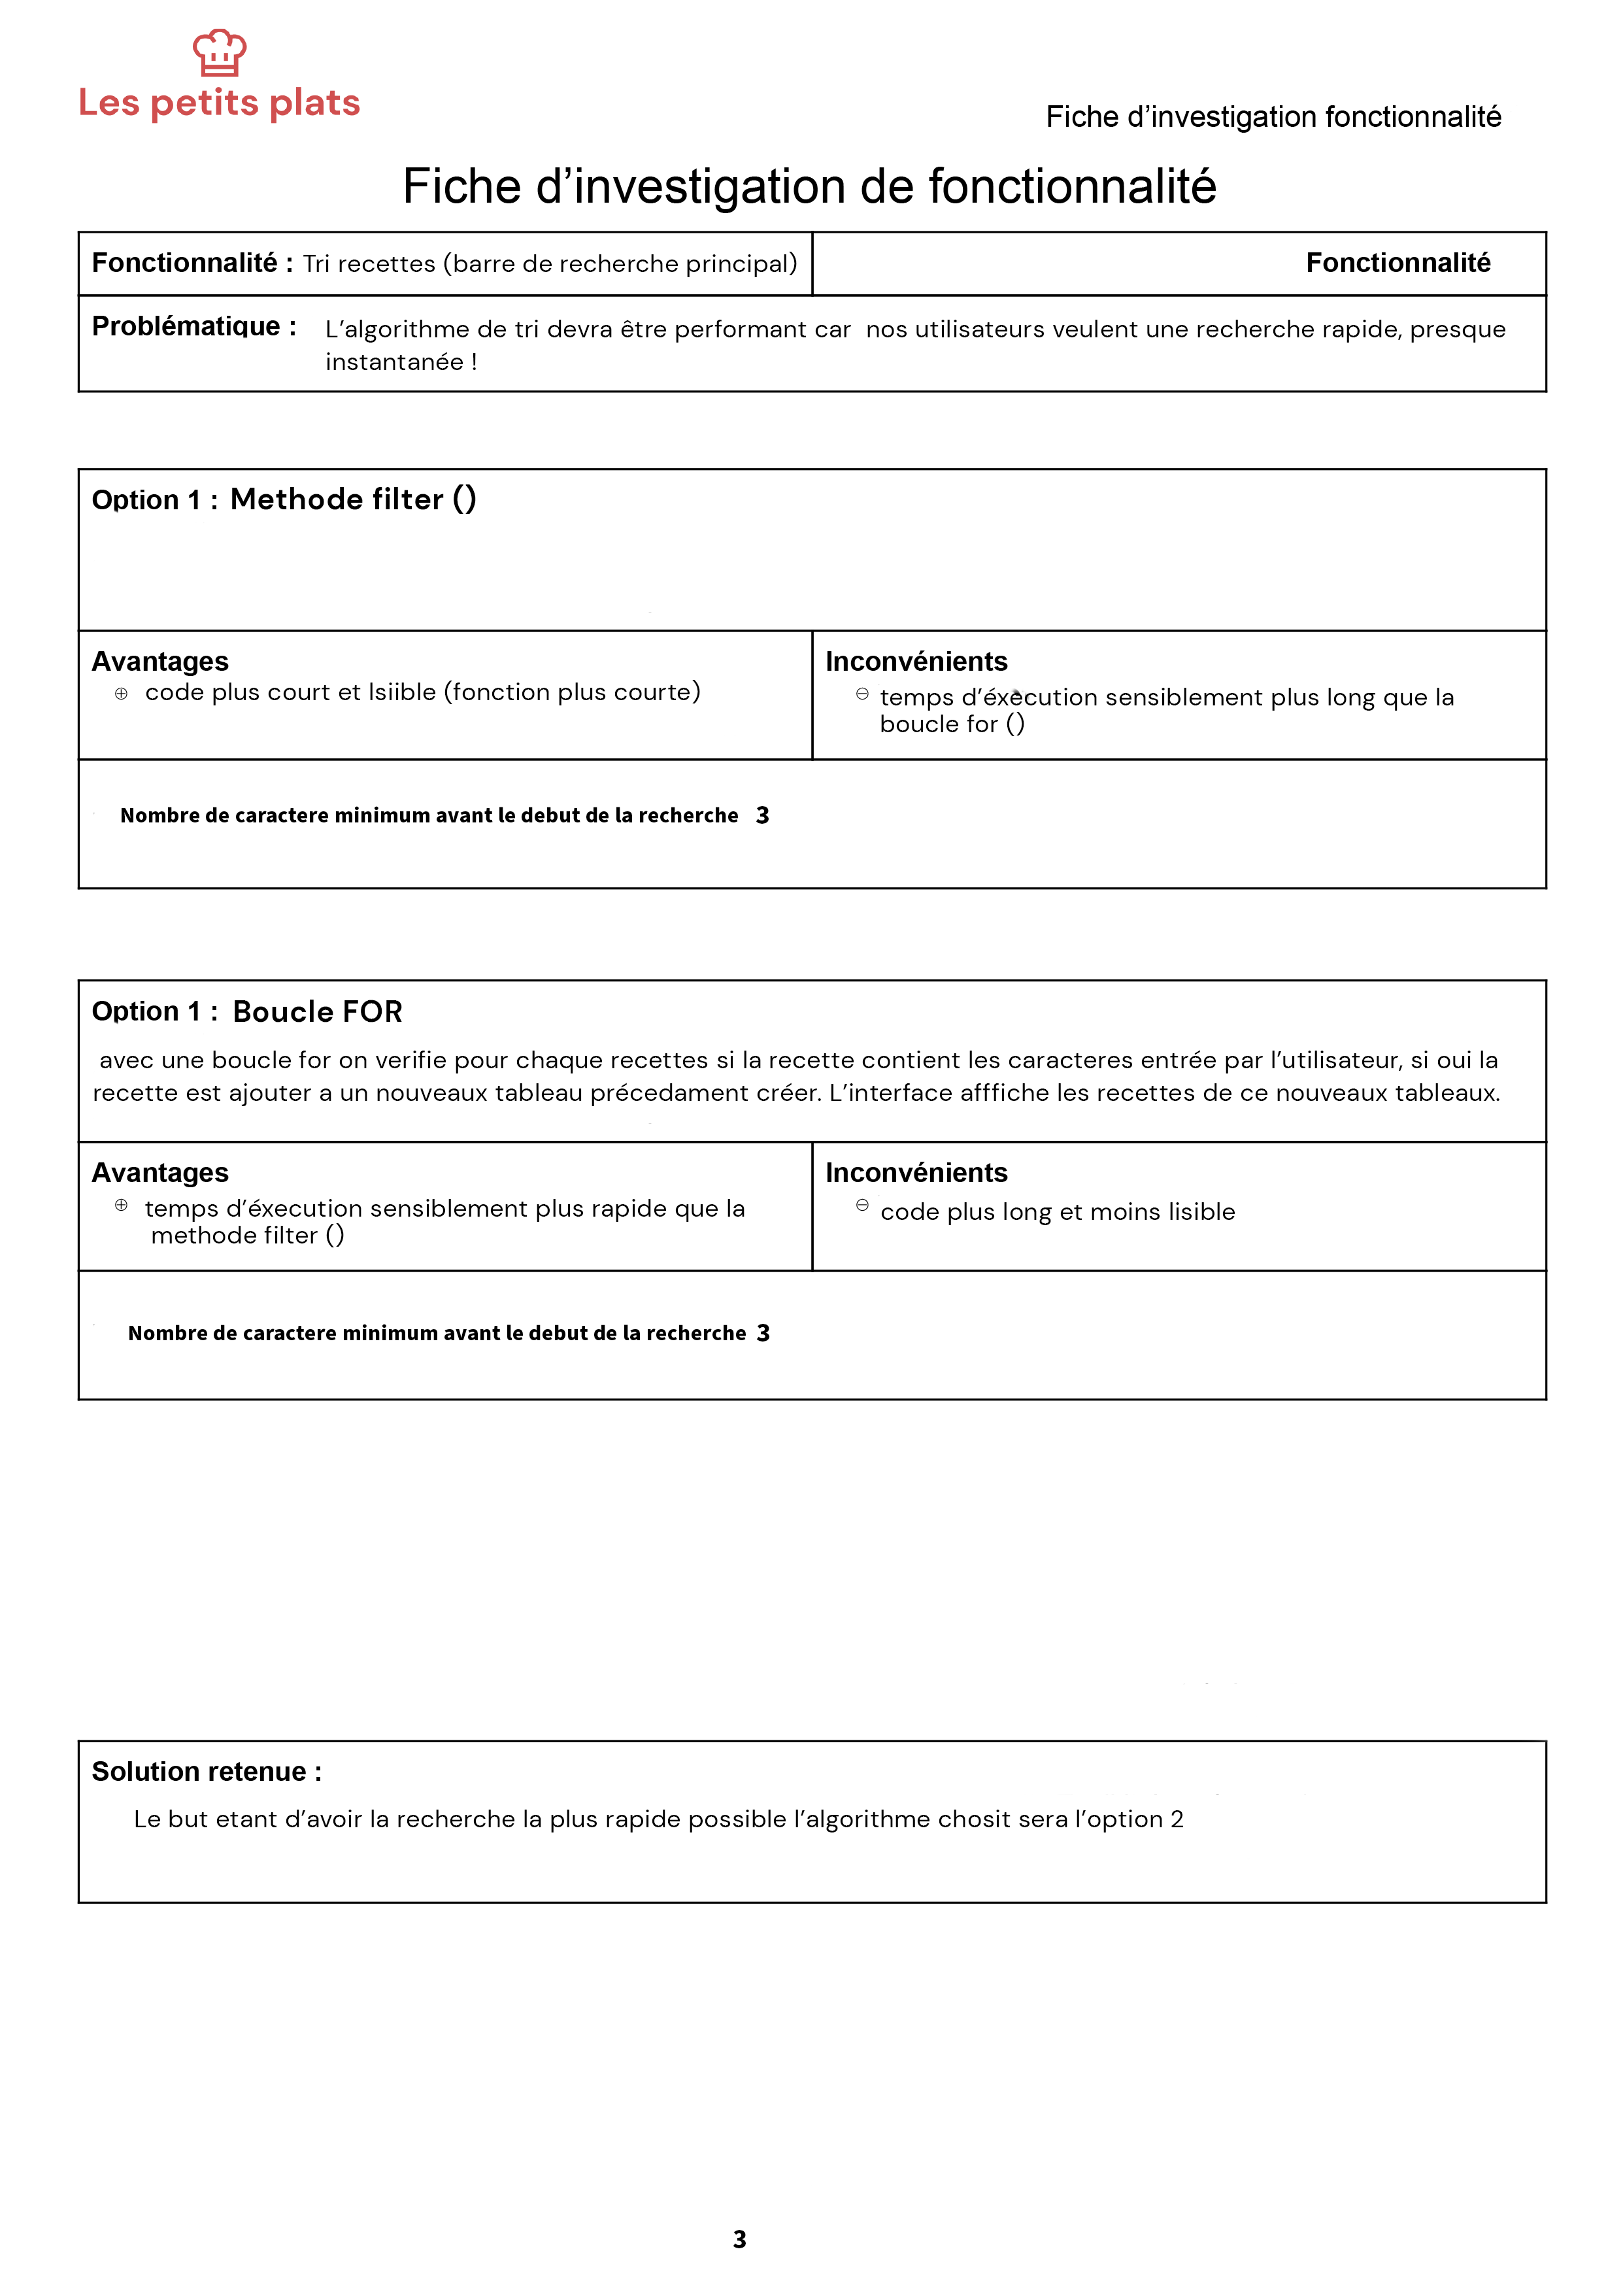 Les petits plats
Fiche d’investigation fonctionnalité
Fiche d’investigation de fonctionnalité
Fonctionnalité : Tri recettes (barre de recherche principal)
Fonctionnalité
Problématique : L’algorithme de tri devra être performant car nos utilisateurs veulent une recherche rapide, presque
instantanée !
Option 1 : Methode filter ()
Avantages
⊕ code plus court et lsiible (fonction plus courte)
Inconvénients
⊖ temps d’éxecution sensiblement plus long que la
boucle for ()
Nombre de caractere minimum avant le debut de la recherche 3
Option 1 : Boucle FOR
avec une boucle for on verifie pour chaque recettes si la recette contient les caracteres entrée par l’utilisateur, si oui la
recette est ajouter a un nouveaux tableau précedament créer. L’interface affffiche les recettes de ce nouveaux tableaux.
Avantages
⊕ temps d’éxecution sensiblement plus rapide que la
methode filter ()
Inconvénients
⊖ code plus long et moins lisible
Nombre de caractere minimum avant le debut de la recherche 3
Solution retenue :
Le but etant d’avoir la recherche la plus rapide possible l’algorithme chosit sera l’option 2
3